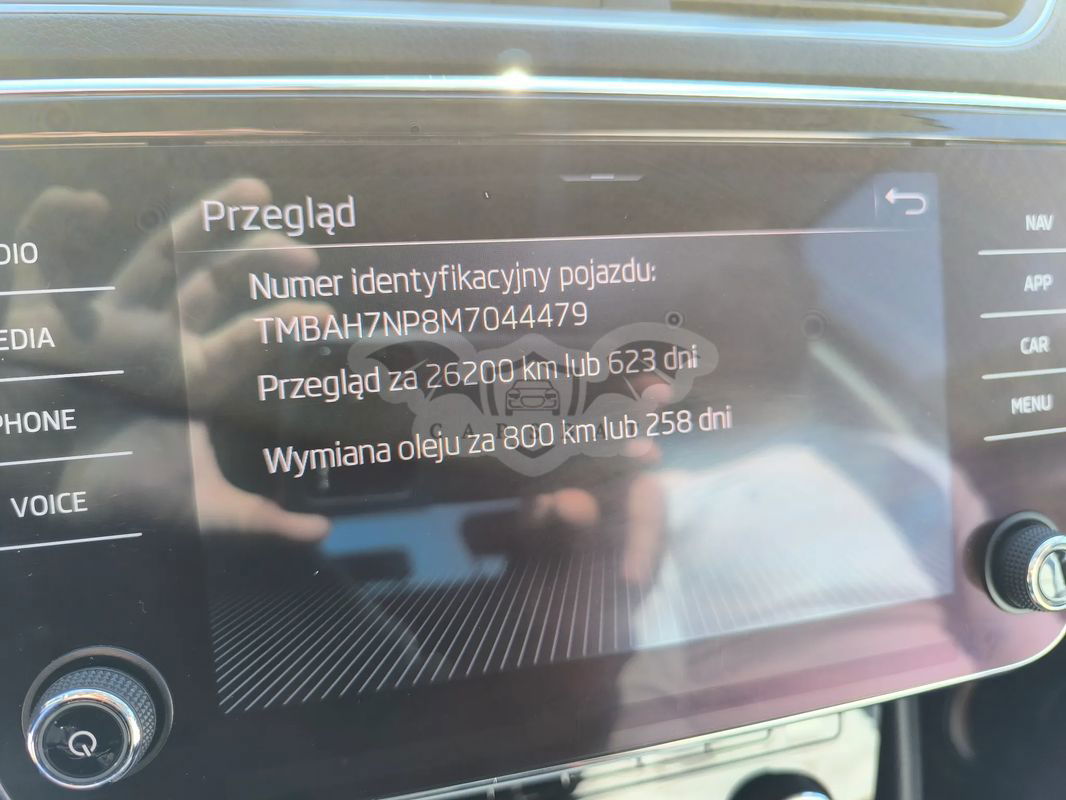 Przegląd
Numer identyfikacyjny pojazdu:
TMBAH7NP8M7044479
Przegląd za 26200 km lub 623 dni
Wymiana oleju za 800 km lub 258 dni
DIO
EDIA
PHONE
VOICE
NAV
APP
CAR
MENU